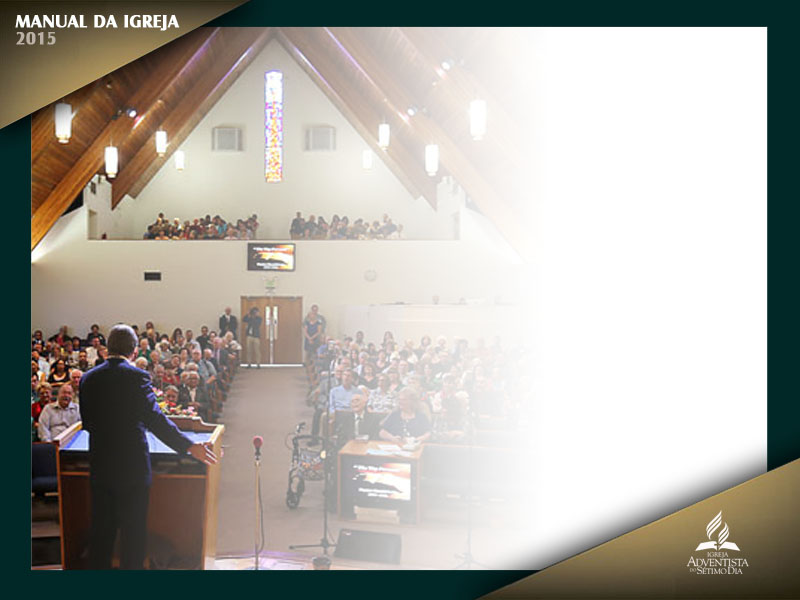 MANUAL DA IGREJA
2015
IGREJA
ADVENTISTA
DO SÉTIMO DIA